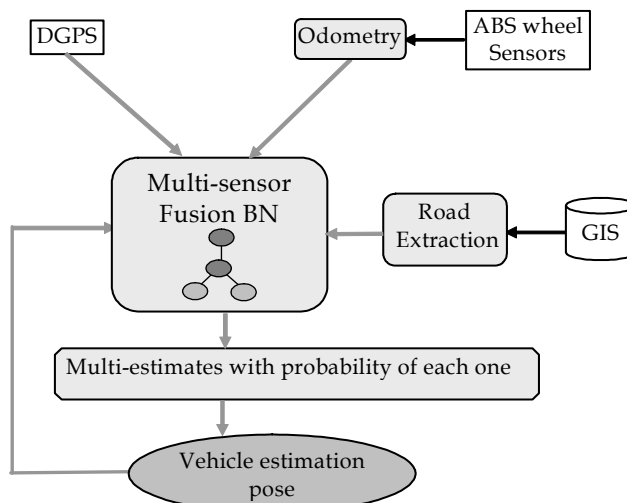 DGPS
Odometry
ABS wheel
Sensors
Multi-sensor
Fusion BN
Road
Extraction
GIS
Multi-estimates with probability of each one
Vehicle estimation
pose